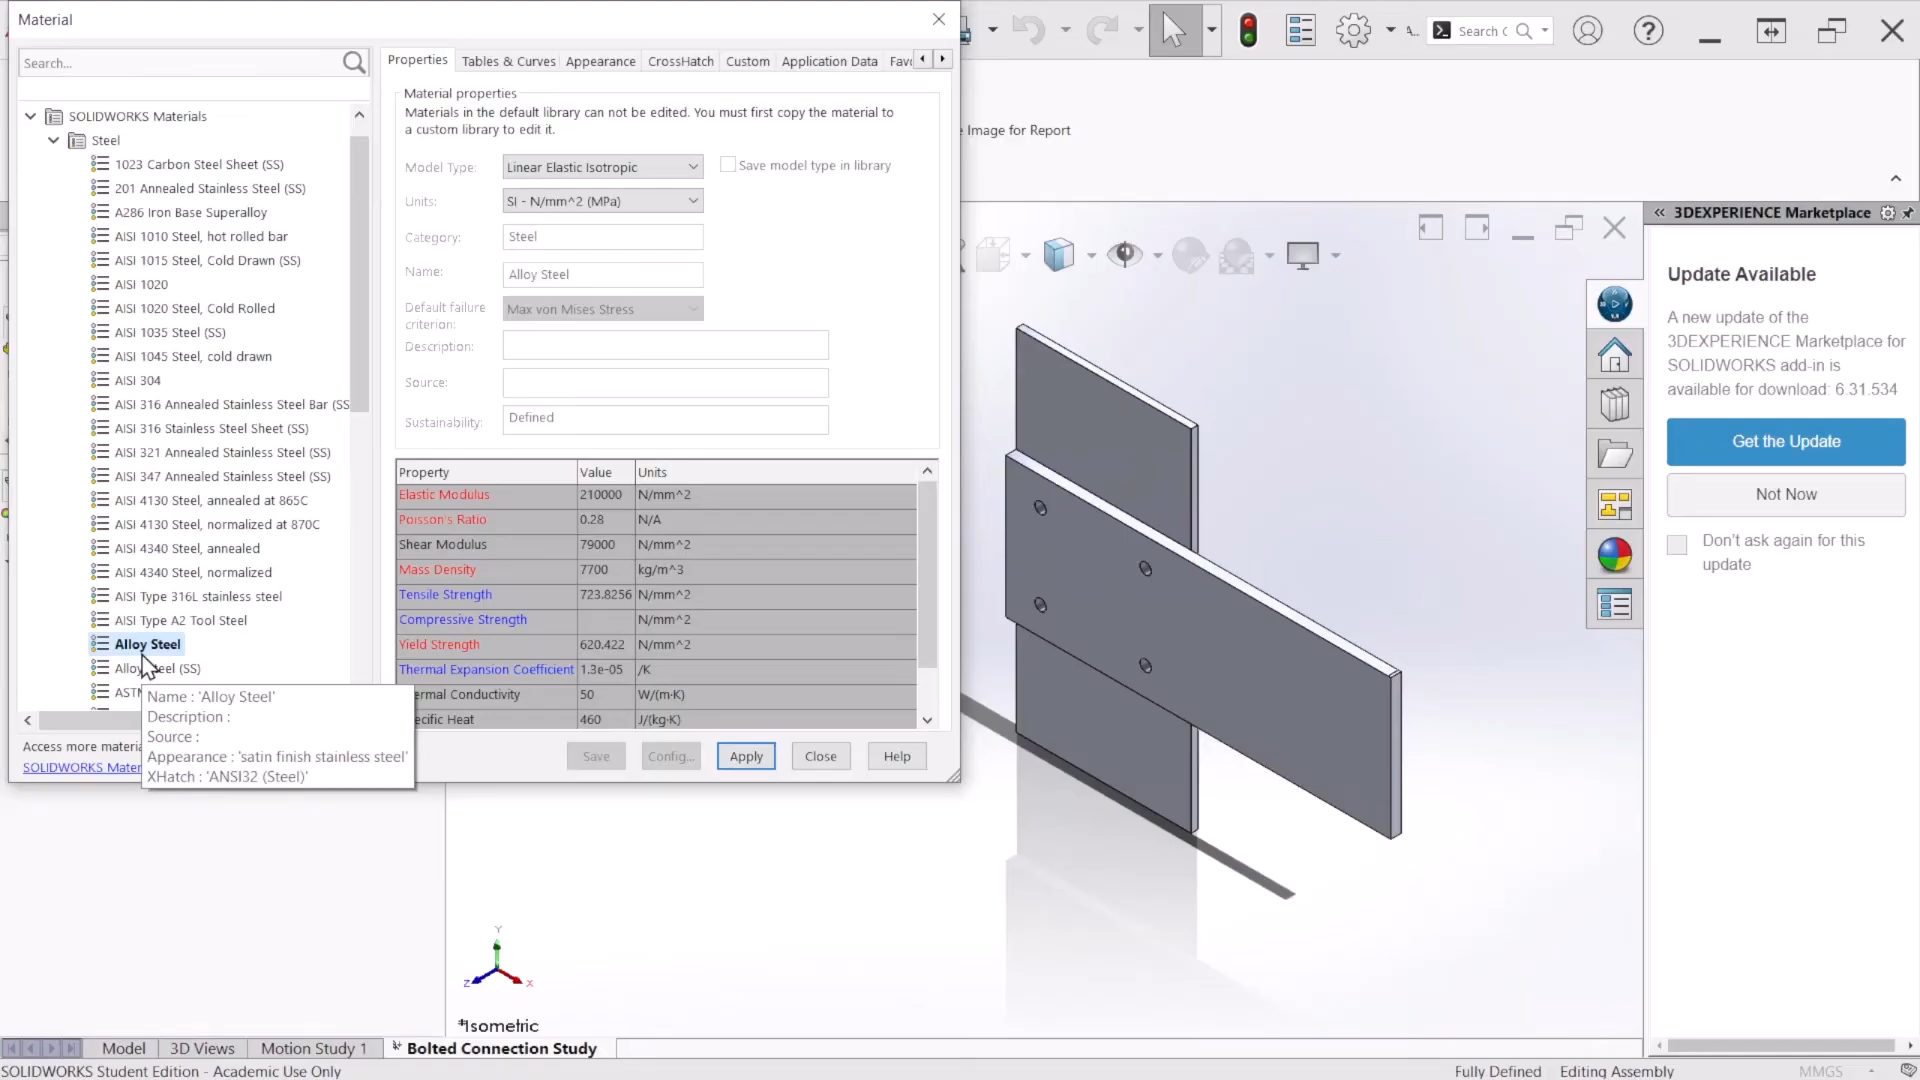 Material
Search...
SOLIDWORKS Materials
Steel
1023 Carbon Steel Sheet (SS)
201 Annealed Stainless Steel (SS)
A286 Iron Base Superalloy
AISI 1010 Steel, hot rolled bar
AISI 1015 Steel, Cold Drawn (SS)
AISI 1020
AISI 1020 Steel, Cold Rolled
AISI 1035 Steel (SS)
AISI 1045 Steel, cold drawn
AISI 304
AISI 316 Annealed Stainless Steel Bar (SS
AISI 316 Stainless Steel Sheet (SS)
AISI 321 Annealed Stainless Steel (SS)
AISI 347 Annealed Stainless Steel (SS)
AISI 4130 Steel, annealed at 865C
AISI 4130 Steel, normalized at 870C
AISI 4340 Steel, annealed
AISI 4340 Steel, normalized
AISI Type 316L stainless steel
AISI Type A2 Tool Steel
Alloy Steel
Alloy Steel (SS)
AST
Name : 'Alloy Steel'
Description :
Source :
Appearance : 'satin finish stainless steel'
XHatch : 'ANSI32 (Steel)'
Access more materia
SOLIDWORKS Mater
Properties Tables & Curves Appearance CrossHatch Custom Application Data Fav
Material properties
Materials in the default library can not be edited. You must first copy the material to
a custom library to edit it.
Model Type: Linear Elastic Isotropic Save model type in library
Units: SI - N/mm^2 (MPa)
Category: Steel
Name: Alloy Steel
Default failure
criterion: Max von Mises Stress
Description:
Source:
Sustainability: Defined
Property Value Units
Elastic Modulus 210000 N/mm^2
Poisson's Ratio 0.28 N/A
Shear Modulus 79000 N/mm^2
Mass Density 7700 kg/m^3
Tensile Strength 723.8256 N/mm^2
Compressive Strength N/mm^2
Yield Strength 620.422 N/mm^2
Thermal Expansion Coefficient 1.3e-05 /K
ermal Conductivity 50 W/(m·K)
ecific Heat 460 J/(kg·K)
Save Config... Apply Close Help
A...
Search C
e Image for Report
3DEXPERIENCE Marketplace
Update Available
A new update of the
3DEXPERIENCE Marketplace for
SOLIDWORKS add-in is
available for download: 6.31.534
Get the Update
Not Now
Don't ask again for this
update
Y
Z
X
*Isometric
Model 3D Views Motion Study 1 Bolted Connection Study
SOLIDWORKS Student Edition - Academic Use Only
Fully Defined Editing Assembly MMGS